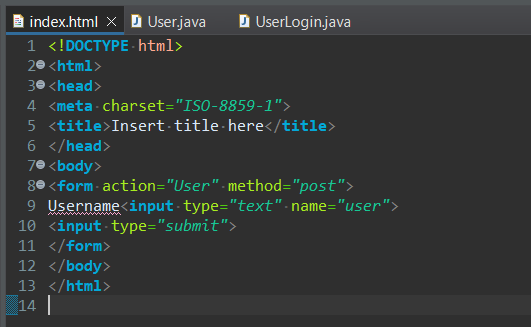 index.html User.java UserLogin.java
1 <!DOCTYPE html>
2 <html>
3 <head>
4 <meta charset="ISO-8859-1">
5 <title>Insert title here</title>
6 </head>
7 <body>
8 <form action="User" method="post">
9 Username<input type="text" name="user">
10 <input type="submit">
11 </form>
12 </body>
13 </html>
14